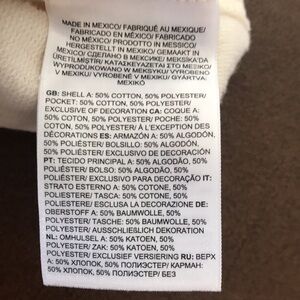 MADE IN MEXICO/ FABRIQUÉ AU MEXIQUE/
FABRICADO EN MÉXICO/ FABRICADO
NO MÉXICO/ PRODOTTO IN MESSICO/
HERGESTELLT IN MEXIKO/ GEMAAKT IN
MEXICO/ СДЕЛАНО В МЕКСИКЕ/ MEKSİKA'DA
ÜRETİLMİŞTİR/ ΚΑΤΑΣΚΕΥΑΖΕΤΑΙ ΣΤΟ ΜΕΞΙΚΟ/
WYPRODUKOWANO W MEKSYKU/ VYROBENO
V MEXIKU/ VYROBENÉ V MEXIKU/ GYÁRTVA:
MEXIKÓ
GB: SHELL A: 50% COTTON, 50% POLYESTER/
POCKET: 50% COTTON, 50% POLYESTER/
EXCLUSIVE OF DECORATION CA: COQUE A:
50% COTON, 50% POLYESTER/ POCHE: 50%
COTON, 50% POLYESTER/ À L'EXCEPTION DES
DÉCORATIONS ES: ARMAZÓN A: 50% ALGODÓN,
50% POLIÉSTER/ BOLSILLO: 50% ALGODÓN,
50% POLIÉSTER/ EXCLUSIVO DE DECORACIÓN
PT: TECIDO PRINCIPAL A: 50% ALGODÃO, 50%
POLIÉSTER/ BOLSO: 50% ALGODÃO, 50%
POLIÉSTER/ EXCLUSIVO PARA DECORAÇÃO IT:
STRATO ESTERNO A: 50% COTONE, 50%
POLIESTERE/ TASCA: 50% COTONE, 50%
POLIESTERE/ ESCLUSA LA DECORAZIONE DE:
OBERSTOFF A: 50% BAUMWOLLE, 50%
POLYESTER/ TASCHE: 50% BAUMWOLLE, 50%
POLYESTER/ AUSSCHLIEßLICH DEKORATION
NL: OMHULSEL A: 50% KATOEN, 50%
POLYESTER/ ZAK: 50% KATOEN, 50%
POLYESTER/ EXCLUSIEF VERSIERING RU: ВЕРХ
А: 50% ХЛОПОК, 50% ПОЛИЭСТЕР/ КАРМАН:
50% ХЛОПОК, 50% ПОЛИЭСТЕР/ БЕЗ